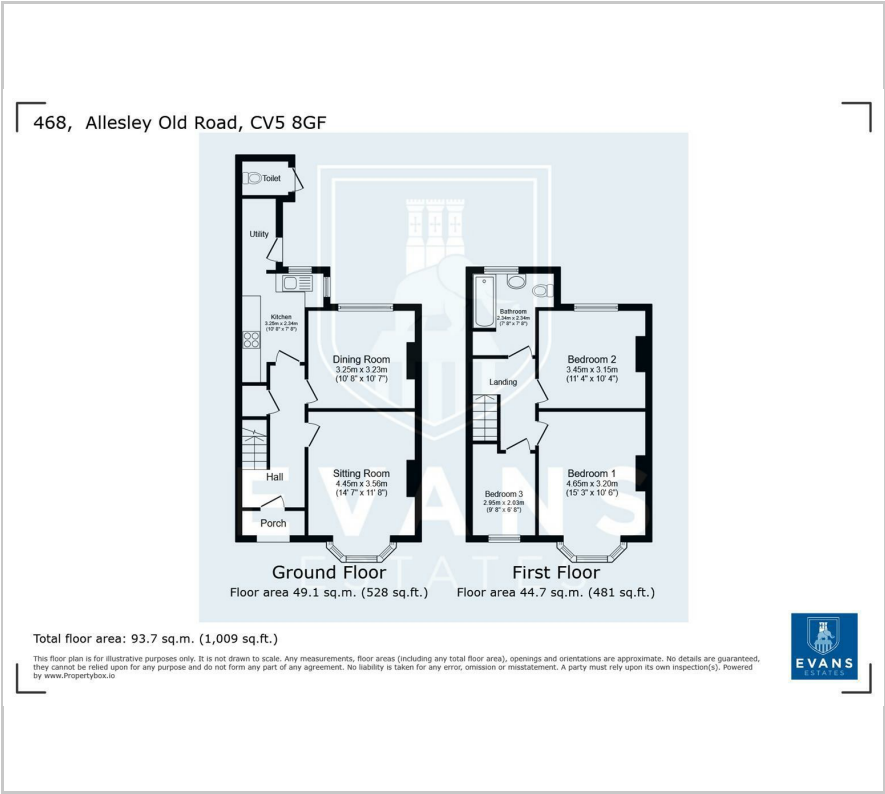 468,  Allesley Old Road, CV5 8GF
Toilet
Utility
Kitchen
3.25m x 2.34m
(10' 8" x 7' 8")
Dining Room
3.25m x 3.23m
(10' 8" x 10' 7")
Sitting Room
4.45m x 3.56m
(14' 7" x 11' 8")
Hall
Porch
Bathroom
2.34m x 2.34m
(7' 8" x 7' 8")
Landing
Bedroom 2
3.45m x 3.15m
(11' 4" x 10' 4")
Bedroom 1
4.65m x 3.20m
(15' 3" x 10' 6")
Bedroom 3
2.95m x 2.03m
(9' 8" x 6' 8")
EVANS
ESTATES
Ground Floor
Floor area 49.1 sq.m. (528 sq.ft.)
First Floor
Floor area 44.7 sq.m. (481 sq.ft.)
Total floor area: 93.7 sq.m. (1,009 sq.ft.)
This floor plan is for illustrative purposes only. It is not drawn to scale. Any measurements, floor areas (including any total floor area), openings and orientations are approximate. No details are guaranteed,
they cannot be relied upon for any purpose and do not form any part of any agreement. No liability is taken for any error, omission or misstatement. A party must rely upon its own inspection(s). Powered
by www.Propertybox.io
EVANS
ESTATES